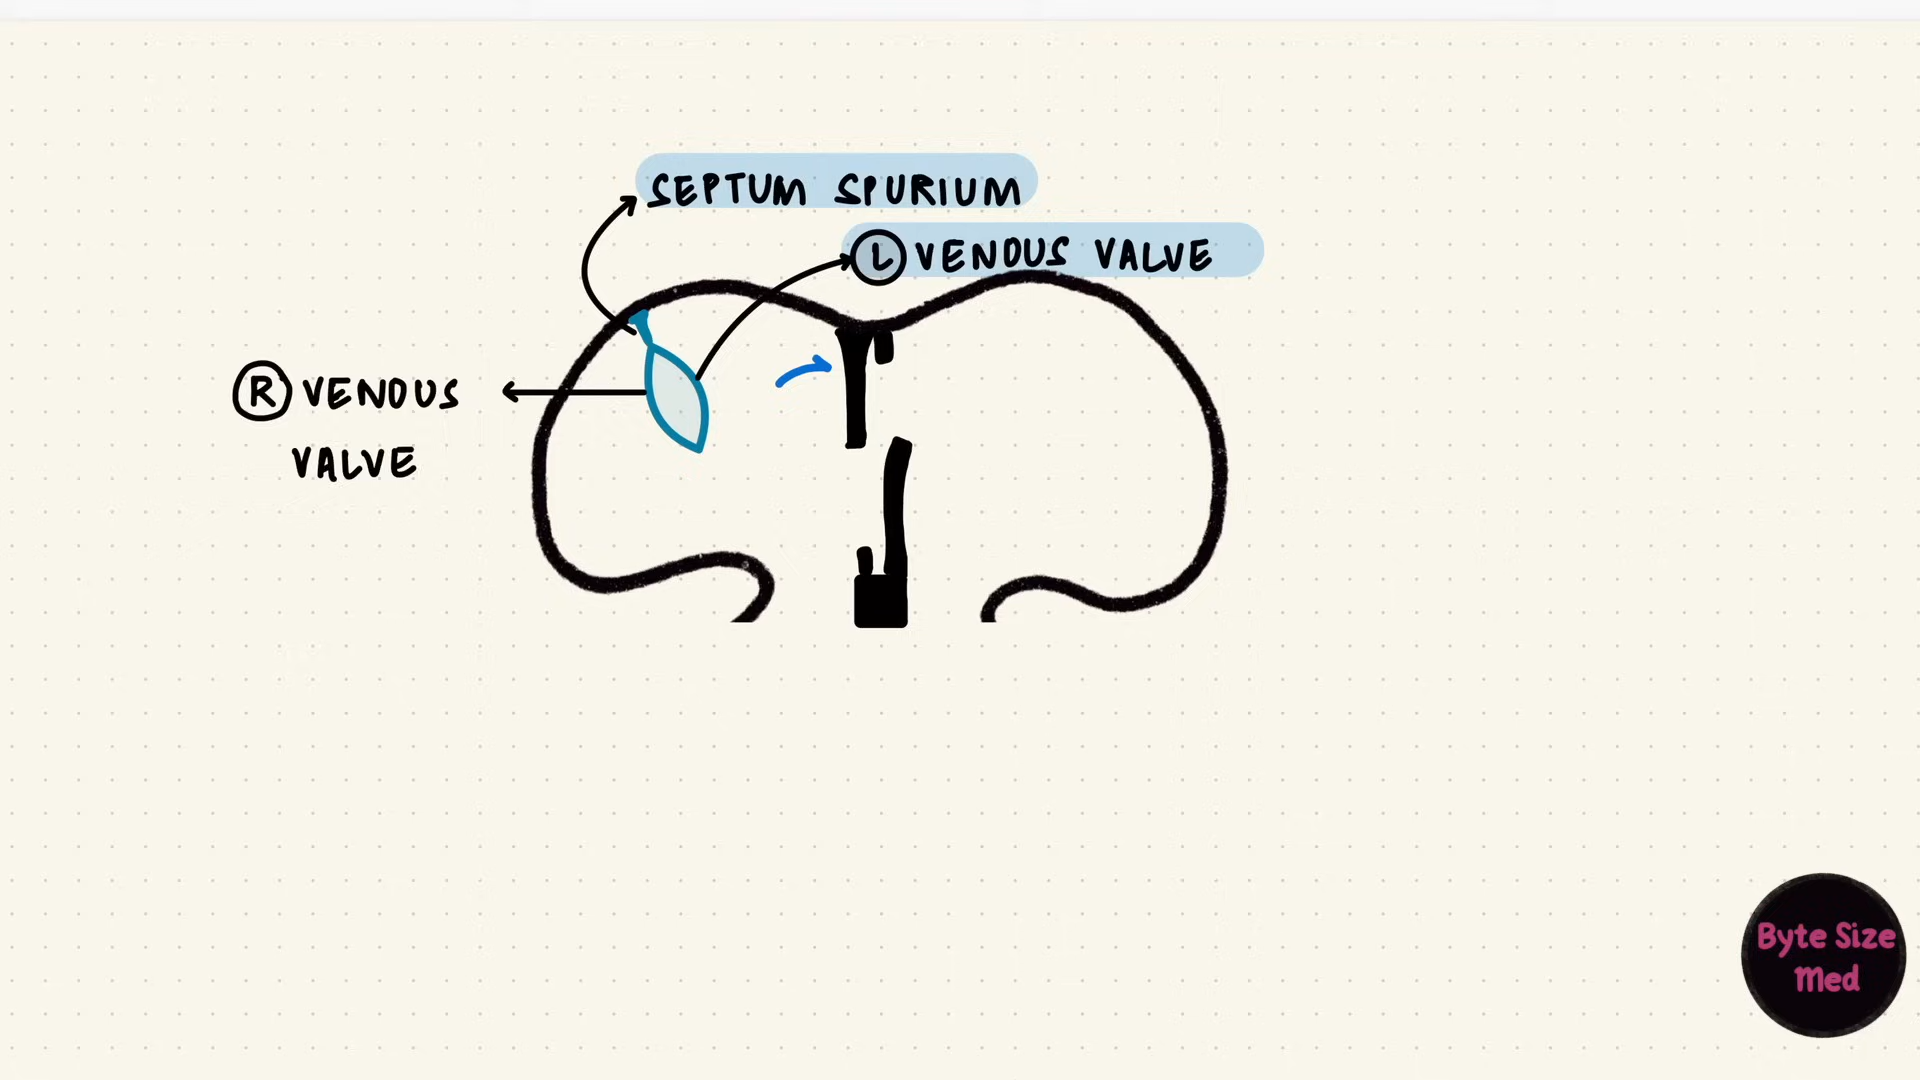 SEPTUM SPURIUM
L VENOUS VALVE
R VENOUS
VALVE
Byte Size
Med